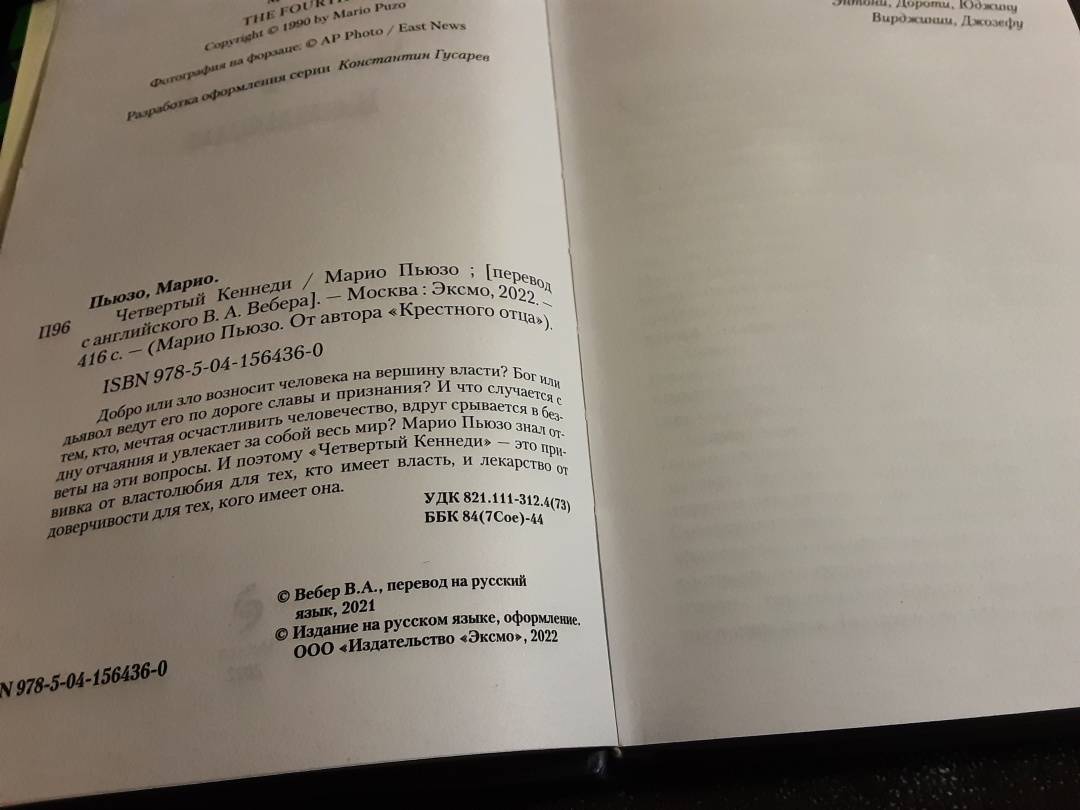 THE FOURTH
Copyright © 1990 by Mario Puzo
Фотография на форзаце: © AP Photo / East News
Разработка оформления серии Константин Гусарев
Пьюзо, Марио.
П96
Четвертый Кеннеди / Марио Пьюзо ; [перевод
с английского В. А. Вебера]. — Москва : Эксмо, 2022. —
416 с. — (Марио Пьюзо. От автора «Крестного отца»).
ISBN 978-5-04-156436-0
Добро или зло возносит человека на вершину власти? Бог или
дьявол ведут его по дороге славы и признания? И что случается с
тем, кто, мечтая осчастливить человечество, вдруг срывается в без-
дну отчаяния и увлекает за собой весь мир? Марио Пьюзо знал от-
веты на эти вопросы. И поэтому «Четвертый Кеннеди» — это при-
вивка от властолюбия для тех, кто имеет власть, и лекарство от
доверчивости для тех, кого имеет она.
УДК 821.111-312.4(73)
ББК 84(7Сое)-44
© Вебер В.А., перевод на русский
язык, 2021
© Издание на русском языке, оформление.
ООО «Издательство «Эксмо», 2022
N 978-5-04-156436-0
Энтони, Дороти, Юджину
Вирджинии, Джозефу